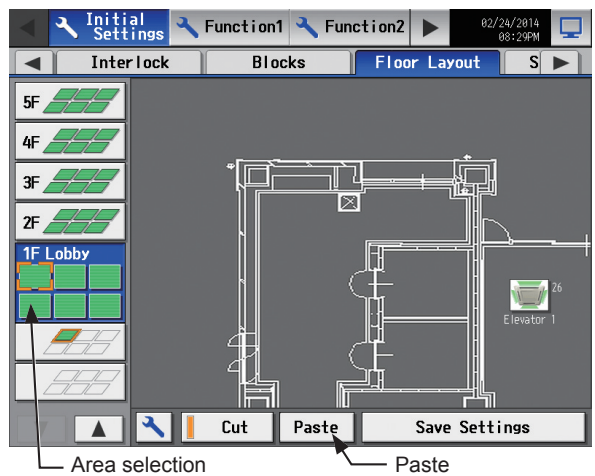 Initial
Settings
Function1
Function2
02/24/2014
08:29PM
Interlock
Blocks
Floor Layout
S
5F
4F
3F
2F
1F Lobby
26
Elevator 1
Cut
Paste
Save Settings
Area selection
Paste